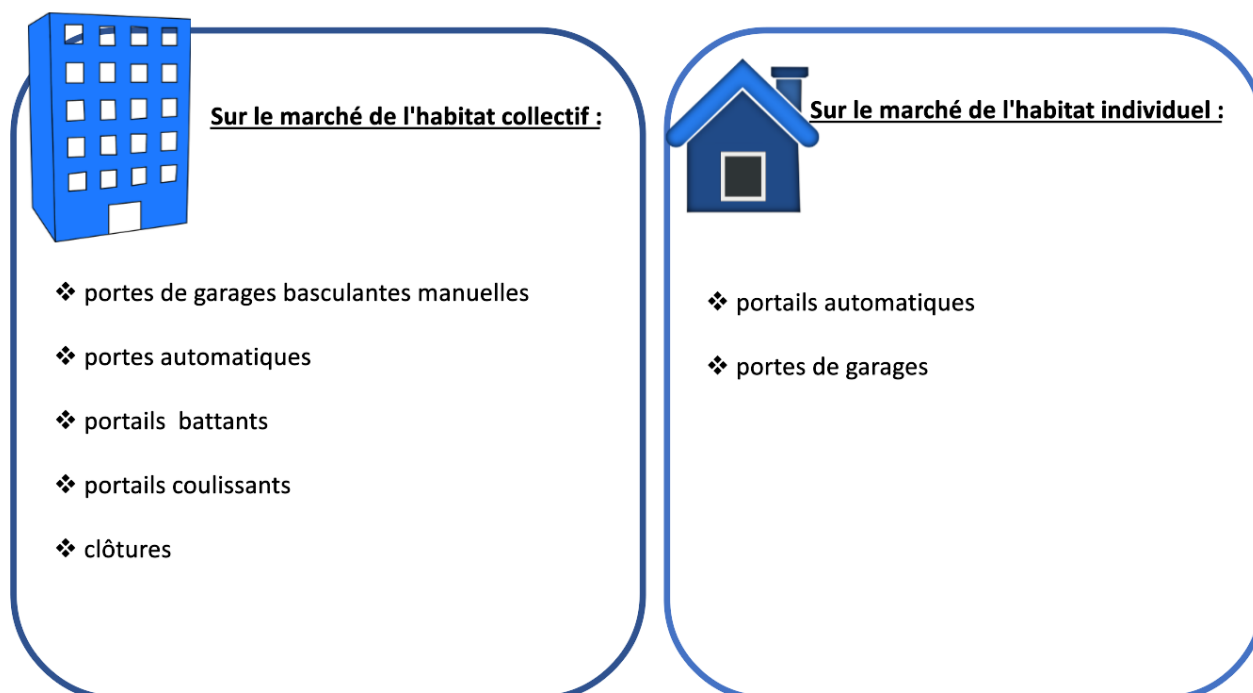 Sur le marché de l'habitat collectif :
❖ portes de garages basculantes manuelles
❖ portes automatiques
❖ portails  battants
❖ portails coulissants
❖ clôtures
Sur le marché de l'habitat individuel :
❖ portails automatiques
❖ portes de garages